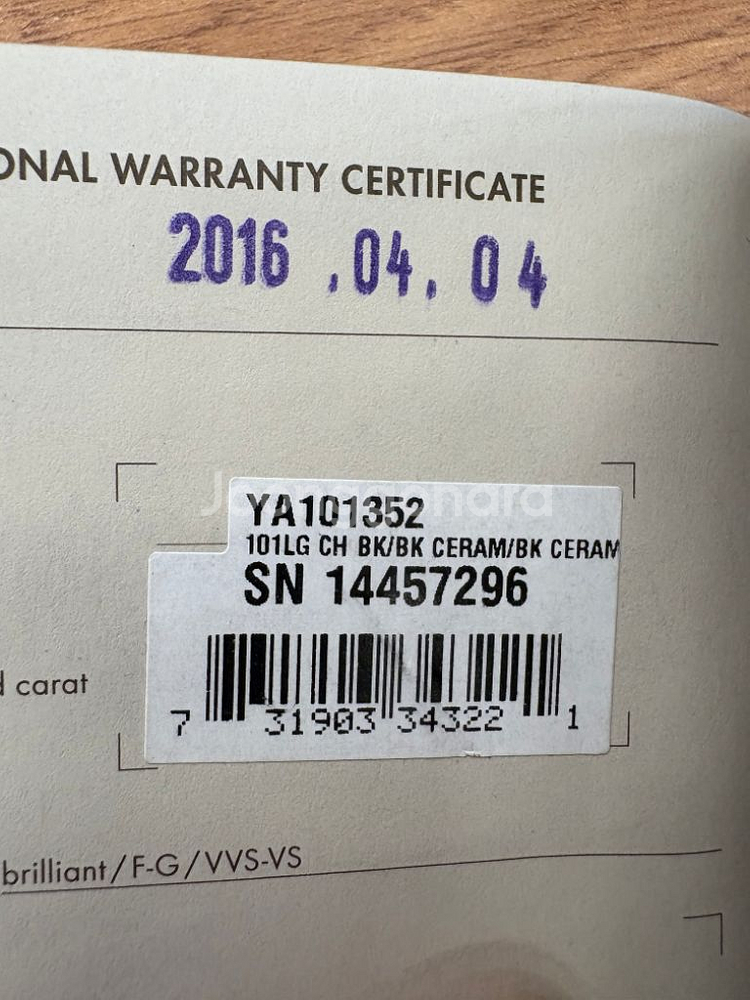 ONAL WARRANTY CERTIFICATE
2016 .04. 04
Joonggonara
YA101352
101LG CH BK/BK CERAM/BK CERAM
SN 14457296
7 31903 34322 1
d carat
brilliant/F-G/VVS-VS